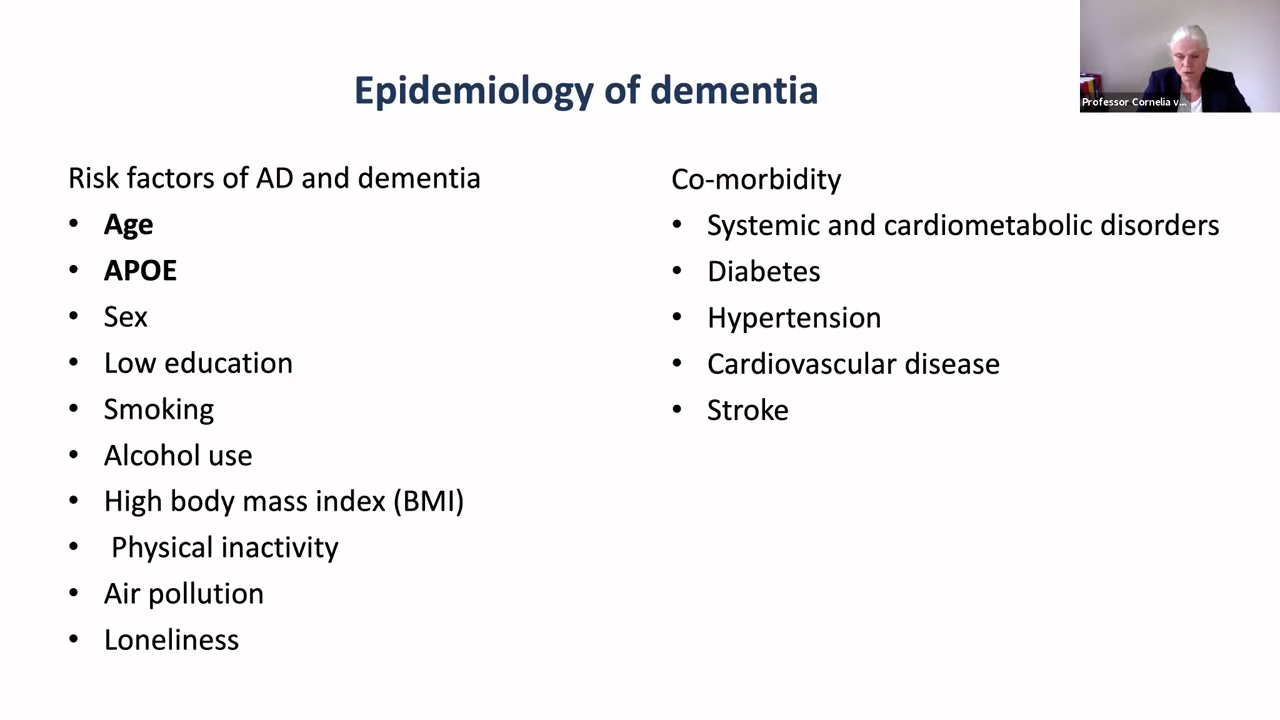 Epidemiology of dementia
Professor Cornelia v...
Risk factors of AD and dementia
• Age
• APOE
• Sex
• Low education
• Smoking
• Alcohol use
• High body mass index (BMI)
• Physical inactivity
• Air pollution
• Loneliness
Co-morbidity
• Systemic and cardiometabolic disorders
• Diabetes
• Hypertension
• Cardiovascular disease
• Stroke